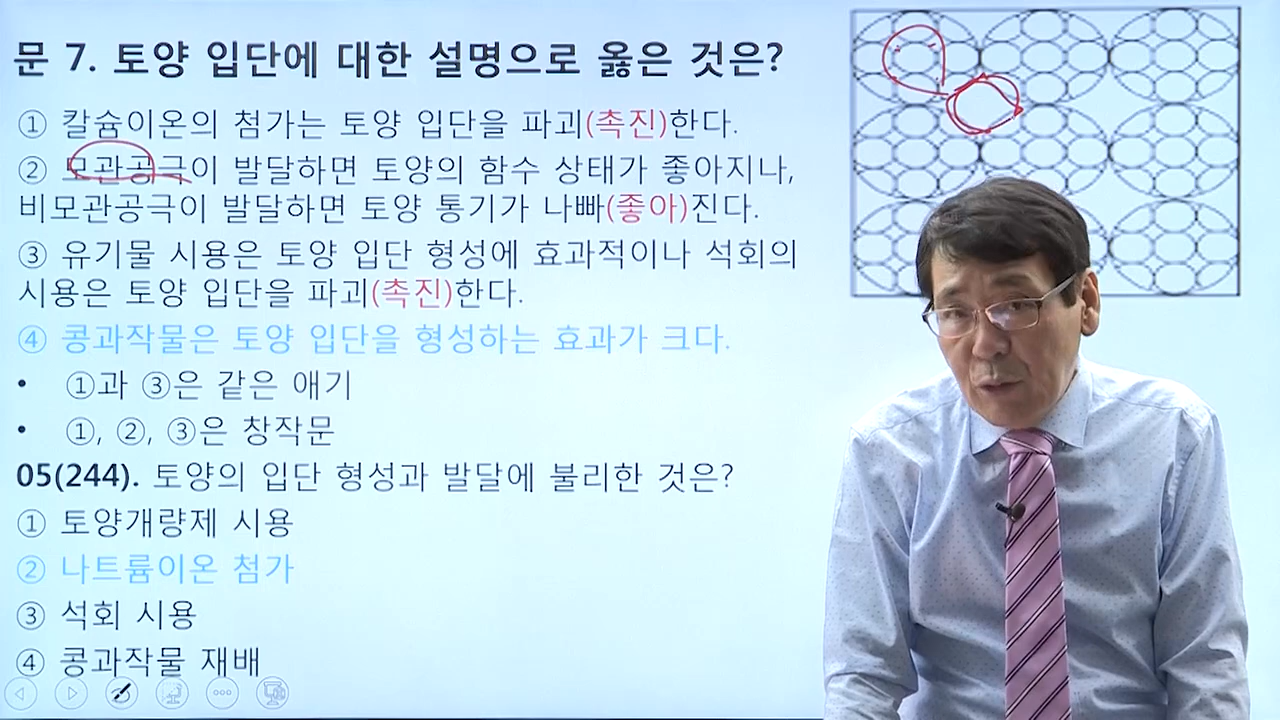 문 7. 토양 입단에 대한 설명으로 옳은 것은?
① 칼슘이온의 첨가는 토양 입단을 파괴(촉진)한다.
② 모관공극이 발달하면 토양의 함수 상태가 좋아지나,
비모관공극이 발달하면 토양 통기가 나빠(좋아)진다.
③ 유기물 시용은 토양 입단 형성에 효과적이나 석회의
시용은 토양 입단을 파괴(촉진)한다.
④ 콩과작물은 토양 입단을 형성하는 효과가 크다.
• ①과 ③은 같은 얘기
• ①, ②, ③은 창작문
05(244). 토양의 입단 형성과 발달에 불리한 것은?
① 토양개량제 시용
② 나트륨이온 첨가
③ 석회 시용
④ 콩과작물 재배